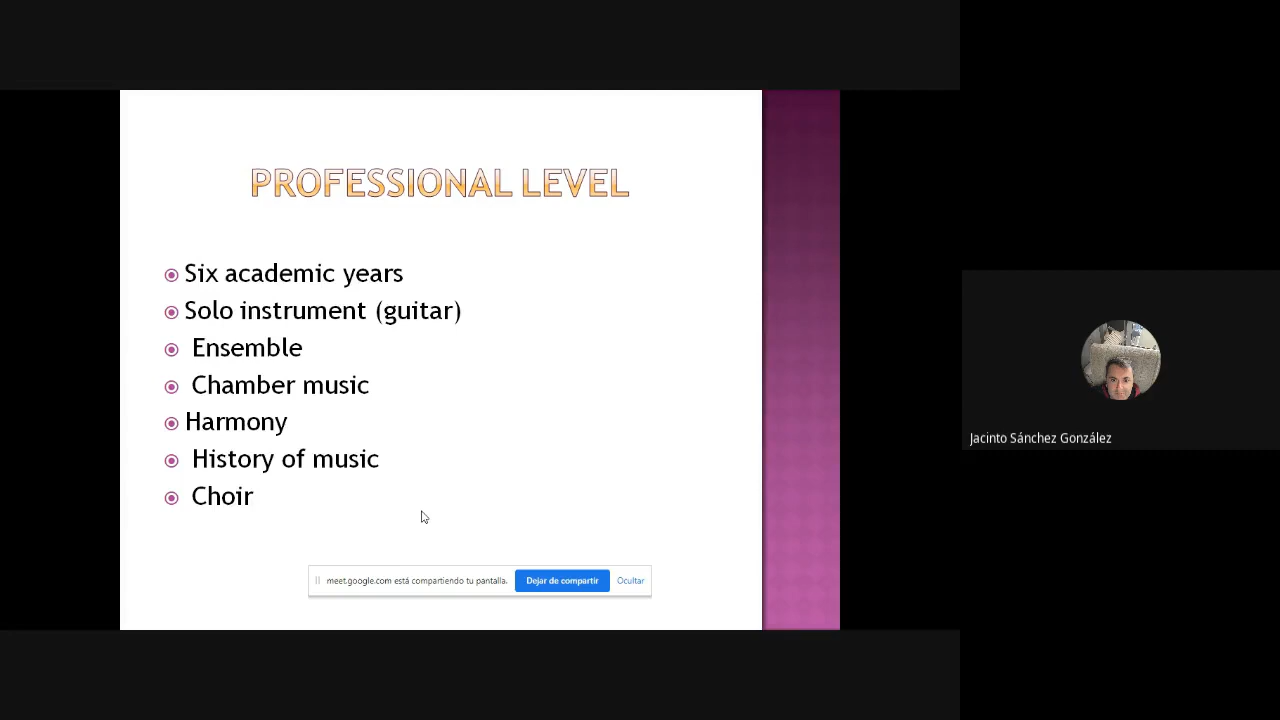 PROFESSIONAL LEVEL
Six academic years
Solo instrument (guitar)
Ensemble
Chamber music
Harmony
History of music
Choir
meet.google.com está compartiendo tu pantalla.
Dejar de compartir
Ocultar
Jacinto Sánchez González